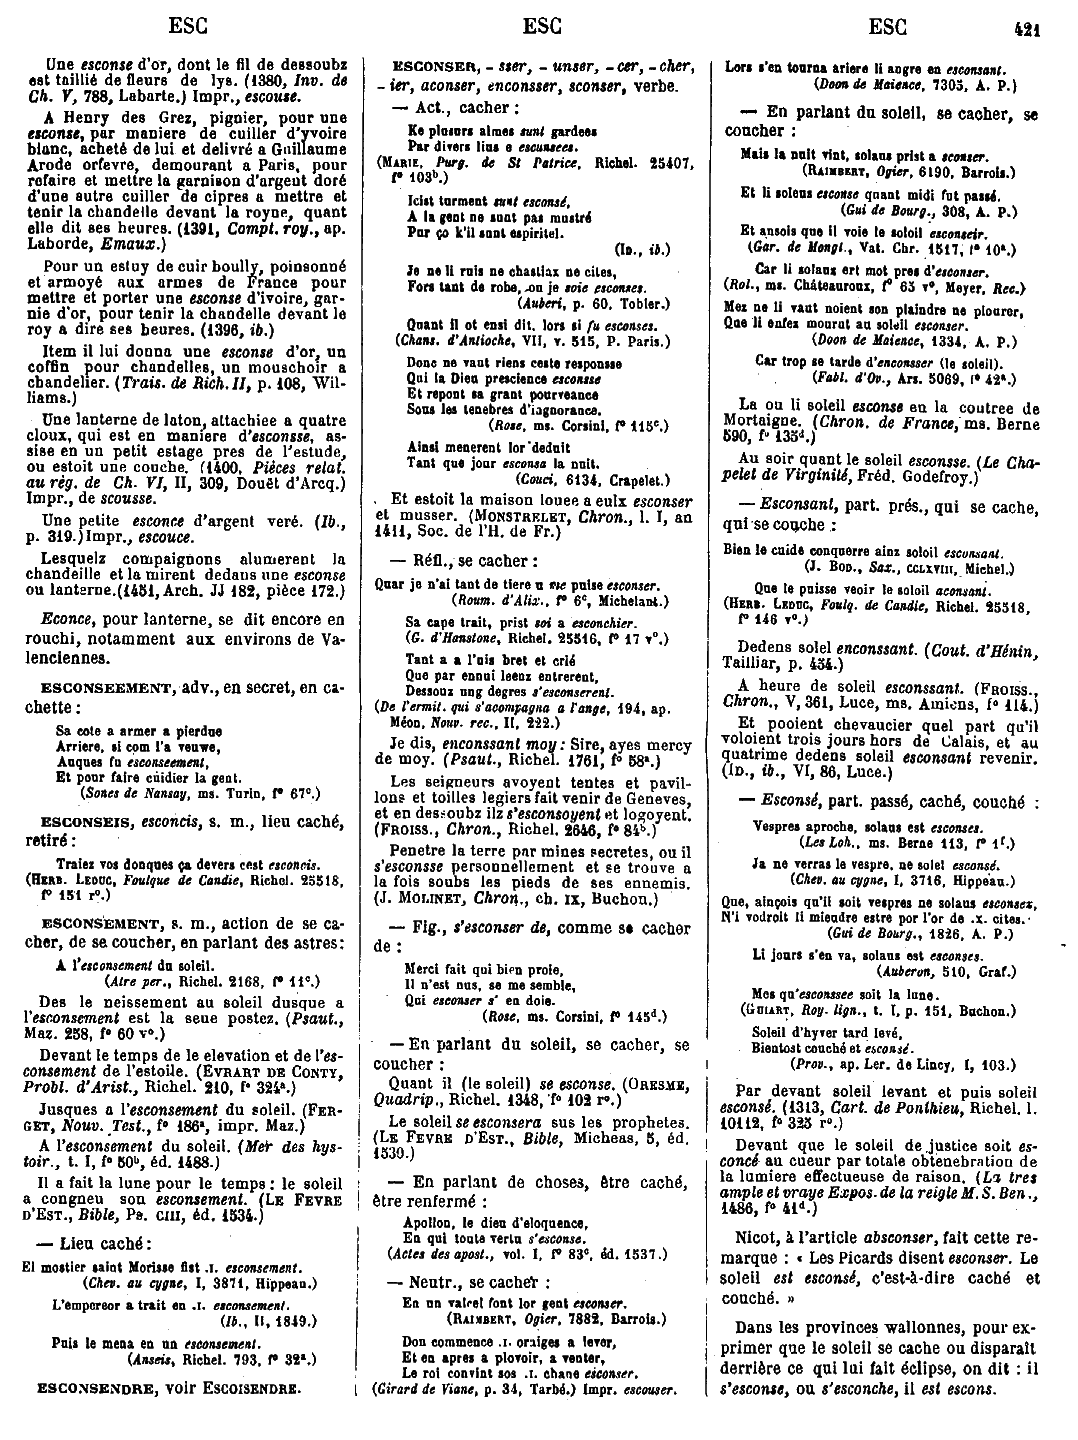 ESC
ESC
ESC
421
Une esconse d'or, dont le fil de dessoubz
est taillié de fleurs de lys. (1380, Inv. de
Ch. V, 788, Labarte.) Impr., escouse.
A Henry des Grez, pignier, pour une
esconse, par maniere de cuiller d'yvoire
blanc, acheté de lui et delivré a Guillaume
Arode orfevre, demourant a Paris, pour
refaire et mettre la garnison d'argent doré
d'une autre cuiller de cipres a mettre et
tenir la chandelle devant la royne, quant
elle dit ses heures. (1391, Compt. roy., ap.
Laborde, Emaux.)
Pour un estuy de cuir boully, poinsonné
et armoyé aux armes de France pour
mettre et porter une esconse d'ivoire, gar-
nie d'or, pour tenir la chandelle devant le
roy a dire ses heures. (1396, ib.)
Item il lui donna une esconse d'or, un
coffin pour chandelles, un mouschoir a
chandelier. (Trais. de Rich. II, p. 108, Wil-
liams.)
Une lanterne de laton, attachiee a quatre
cloux, qui est en maniere d'esconsse, as-
sise en un petit estage pres de l'estude,
ou estoit une couche. (1400, Pièces relat.
au règ. de Ch. VI, II, 309, Douët d'Arcq.)
Impr., de scousse.
Une petite esconce d'argent veré. (Ib.,
p. 319.) Impr., escouce.
Lesquelz compaignons alumerent la
chandeille et la mirent dedans une esconse
ou lanterne. (1451, Arch. JJ 182, pièce 172.)
Econce, pour lanterne, se dit encore en
rouchi, notamment aux environs de Va-
lenciennes.
ESCONSEEMENT, adv., en secret, en ca-
chette :
Sa cote a armer a pierdue
Arriere, si com l'a veuwe,
Auques fu esconseement,
Et pour faire cuidier la gent.
(Sones de Nansay, ms. Turin, f° 67c.)
ESCONSEIS, esconcis, s. m., lieu caché,
retiré :
Traiez vos donques ça devers cest esconcis.
(Herb. Leduc, Foulque de Candie, Richel. 25518,
f° 151 r°.)
ESCONSEMENT, s. m., action de se ca-
cher, de se coucher, en parlant des astres:
A l'esconsement du soleil.
(Atre per., Richel. 2168, f° 11c.)
Des le neissement au soleil dusque a
l'esconsement est la seue postez. (Psaut.,
Maz. 258, f° 60 v°.)
Devant le temps de le elevation et de l'es-
consement de l'estoile. (Evrart de Conty,
Probl. d'Arist., Richel. 210, f° 324a.)
Jusques a l'esconsement du soleil. (Fer-
get, Nouv. Test., f° 186a, impr. Maz.)
A l'esconsement du soleil. (Mer des hys-
toir., t. I, f° 50b, éd. 1488.)
Il a fait la lune pour le temps : le soleil
a congneu son esconsement. (Le Fevre
d'Est., Bible, Ps. CIII, éd. 1534.)
— Lieu caché :
El mostier saint Morisse fist .I. esconsement.
(Chev. au cygne, I, 3871, Hippeau.)
L'empereor a trait en .I. esconsement.
(Ib., II, 1849.)
Puis le mena en un esconsement.
(Anseis, Richel. 793, f° 32a.)
ESCONSENDRE, voir Escoisendre.
ESCONSER, - sser, - unser, - cer, - cher,
- ier, aconser, enconsser, sconser, verbe.
— Act., cacher :
Ke plusurs almes sunt gardees
Par divers lius e escunsees.
(Marie, Purg. de St Patrice, Richel. 25407,
f° 103b.)
Icist turment sunt esconsé,
A la gent ne sunt pas mustré
Pur ço k'il sunt espiritel.
(Id., ib.)
Je ne li ruis ne chastiax ne cites,
Fors tant de robe, ou je soie esconses.
(Auberi, p. 60, Tobler.)
Quant il ot ensi dit, lors si fu esconses.
(Chans. d'Antioche, VII, v. 515, P. Paris.)
Donc ne vaut riens ceste response
Qui la Dieu prescience esconsse
Et repont sa grant pourveance
Sous les tenebres d'iagnorance.
(Rose, ms. Corsini, f° 115c.)
Ainsi menerent lor deduit
Tant que jour esconsa la nuit.
(Couci, 6134, Crapelet.)
Et estoit la maison louee a eulx esconser
et musser. (Monstrelet, Chron., l. I, an
1411, Soc. de l'H. de Fr.)
— Réfl., se cacher :
Quar je n'ai tant de tiere u me puise esconser.
(Roum. d'Alix., f° 6c, Michelant.)
Sa cape trait, prist soi a esconchier.
(G. d'Hanstone, Richel. 25516, f° 17 v°.)
Tant a a l'uis bret et crié
Que par ennui leenz entrerent,
Dessouz ung degres s'esconserent.
(De l'ermit. qui s'acompagna a l'ange, 194, ap.
Méon, Nouv. rec., II, 222.)
Je dis, enconssant moy : Sire, ayes mercy
de moy. (Psaut., Richel. 1761, f° 58a.)
Les seigneurs avoyent tentes et pavil-
lons et toilles legiers fait venir de Geneves,
et en dessoubz ilz s'esconsoyent et logoyent.
(Froiss., Chron., Richel. 2646, f° 84b.)
Penetre la terre par mines secretes, ou il
s'esconsse personnellement et se trouve a
la fois soubs les pieds de ses ennemis.
(J. Molinet, Chron., ch. IX, Buchon.)
— Fig., s'esconser de, comme se cacher
de :
Merci fait qui bien proie,
Il n'est nus, se me semble,
Qui esconser s' en doie.
(Rose, ms. Corsini, f° 145d.)
— En parlant du soleil, se cacher, se
coucher :
Quant il (le soleil) se esconse. (Oresme,
Quadrip., Richel. 1348, f° 102 r°.)
Le soleil se esconsera sus les prophetes.
(Le Fevre d'Est., Bible, Micheas, 3, éd.
1530.)
— En parlant de choses, être caché,
être renfermé :
Apollon, le dieu d'eloquence,
En qui toute vertu s'esconse.
(Actes des apost., vol. I, f° 83c, éd. 1537.)
— Neutr., se cacher :
En un valcel font lor gent esconser.
(Raimbert, Ogier, 7882, Barrois.)
Don commence .I. oraiges a lever,
Et en apres a plovoir, a venter,
Le roi convint sos .I. chane esconser.
(Girard de Viane, p. 34, Tarbé.) Impr. escouser.
Lors s'en tourna ariere li angre en esconsant.
(Doon de Maience, 7305, A. P.)
— En parlant du soleil, se cacher, se
coucher :
Mais la nuit vint, solaus prist a sconser.
(Raimbert, Ogier, 6190, Barrois.)
Et li soleus esconse quant midi fut passé.
(Gui de Bourg., 308, A. P.)
Et ansois que il voie le soloil esconseir.
(Gar. de Mongl., Vat. Chr. 1517, f° 10a.)
Car li solaus ert mot pres d'esconser.
(Rol., ms. Châteauroux, f° 63 v°, Meyer, Rec.)
Mez ne li vaut noient son plaindre ne plourer,
Que li enfez mourut au soleil esconser.
(Doon de Maience, 1334, A. P.)
Car trop se tarde d'enconsser (le soleil).
(Fabl. d'Ov., Ars. 5069, f° 42a.)
La ou li soleil esconse en la coutree de
Mortaigne. (Chron. de France, ms. Berne
590, f° 135d.)
Au soir quant le soleil esconsse. (Le Cha-
pelet de Virginité, Fréd. Godefroy.)
— Esconsant, part. prés., qui se cache,
qui se couche :
Bien le cuide conquerre ainz soloil esconsant.
(J. Bod., Sax., CCLXVIII, Michel.)
Que le puisse veoir le soloil aconsant.
(Herb. Leduc, Foulq. de Candie, Richel. 25518,
f° 146 v°.)
Dedens solel enconssant. (Cout. d'Hénin,
Tailliar, p. 454.)
A heure de soleil esconssant. (Froiss.,
Chron., V, 361, Luce, ms. Amiens, f° 114.)
Et pooient chevaucier quel part qu'il
voloient trois jours hors de Calais, et au
quatrime dedens soleil esconsant revenir.
(Id., ib., VI, 86, Luce.)
— Esconsé, part. passé, caché, couché :
Vespres aproche, solaus est esconses.
(Les Loh., ms. Berne 113, f° 1f.)
Ja ne verras le vespre, ne solel esconsé.
(Chev. au cygne, I, 3716, Hippeau.)
Que, ainçois qu'il soit vespres ne solaus esconsez,
N'i vodroit li miendre estre por l'or de .x. cites.
(Gui de Bourg., 1826, A. P.)
Li jours s'en va, solaus est esconses.
(Auberon, 510, Graf.)
Mes qu'esconssee soit la lune.
(Guiart, Roy. lign., t. I, p. 151, Buchon.)
Soleil d'hyver tard levé,
Bientost couché et esconsé.
(Prov., ap. Ler. de Lincy, I, 103.)
Par devant soleil levant et puis soleil
esconsé. (1313, Cart. de Ponthieu, Richel. l.
10112, f° 325 r°.)
Devant que le soleil de justice soit es-
concé au cueur par totale obtenebration de
la lumiere effectueuse de raison. (La tres
ample et vraye Expos. de la reigle M. S. Ben.,
1486, f° 41d.)
Nicot, à l'article absconser, fait cette re-
marque : « Les Picards disent esconser. Le
soleil est esconsé, c'est-à-dire caché et
couché. »
Dans les provinces wallonnes, pour ex-
primer que le soleil se cache ou disparaît
derrière ce qui lui fait éclipse, on dit : il
s'esconse, ou s'esconche, il est escons.